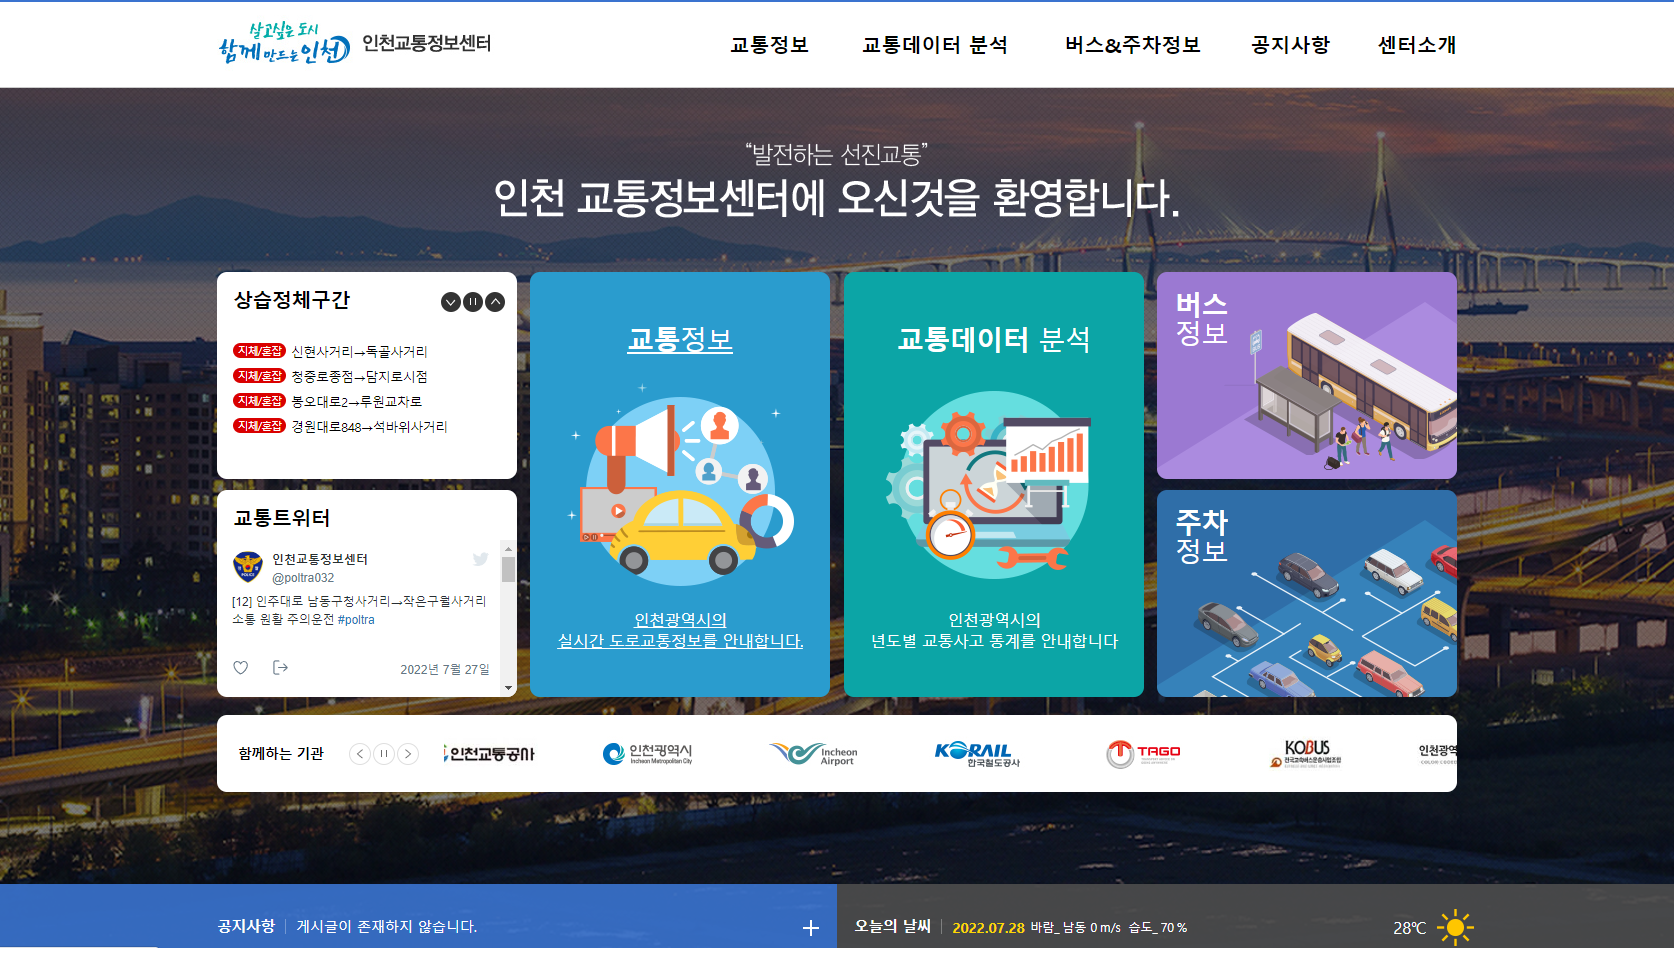 살고싶은 도시
함께 만드는 인천
인천교통정보센터
교통정보
교통데이터 분석
버스&주차정보
공지사항
센터소개
“발전하는 선진교통”
인천 교통정보센터에 오신것을 환영합니다.
상습정체구간
지체/혼잡 신현사거리→독골사거리
지체/혼잡 청중로종점→담지로시점
지체/혼잡 봉오대로2→루원교차로
지체/혼잡 경원대로848→석바위사거리
교통트위터
인천교통정보센터
@poltra032
[12] 인주대로 남동구청사거리→작은구월사거리
소통 원활 주의운전 #poltra
2022년 7월 27일
교통정보
인천광역시의
실시간 도로교통정보를 안내합니다.
교통데이터 분석
인천광역시의
년도별 교통사고 통계를 안내합니다
버스
정보
주차
정보
함께하는 기관
인천교통공사
인천광역시
Incheon Metropolitan City
Incheon
Airport
KORAIL
한국철도공사
TAGO
KOBUS
전국고속버스운송사업조합
인천광역
공지사항
게시글이 존재하지 않습니다.
오늘의 날씨
2022.07.28 바람_ 남동 0 m/s 습도_ 70 %
28℃